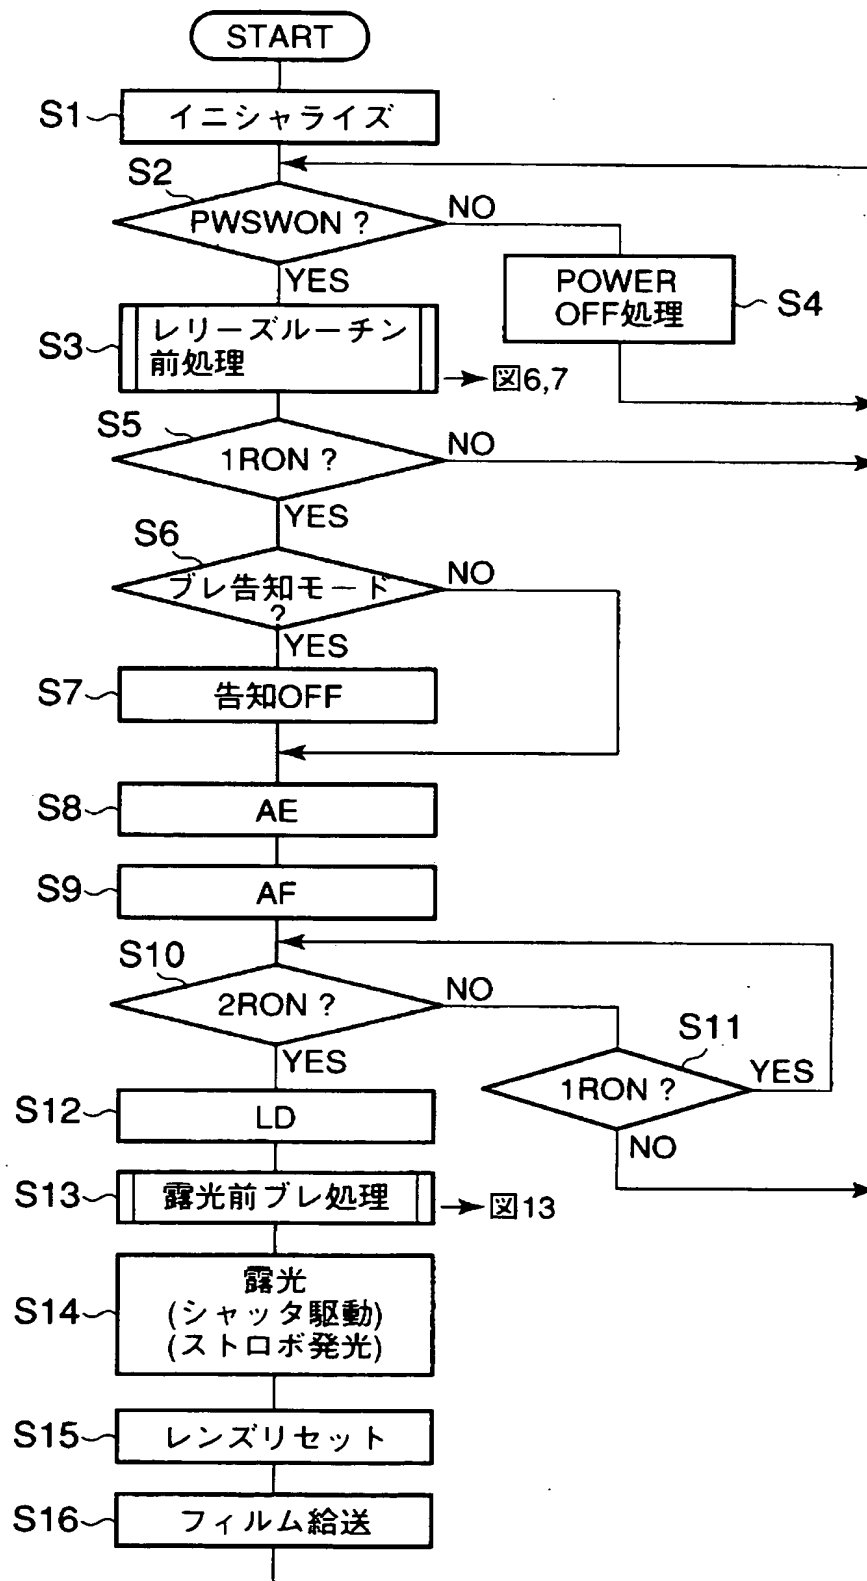 START
S1
イニシャライズ
S2
PWSWON ?
NO
YES
POWER
OFF処理
S4
S3
レリーズルーチン
前処理
→図6,7
S5
1RON ?
NO
YES
S6
ブレ告知モード
?
NO
YES
S7
告知OFF
S8
AE
S9
AF
S10
2RON ?
NO
YES
S11
1RON ?
YES
NO
S12
LD
S13
露光前ブレ処理
→図13
S14
露光
(シャッタ駆動)
(ストロボ発光)
S15
レンズリセット
S16
フィルム給送